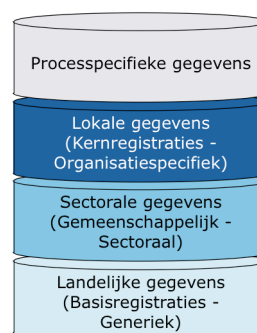 Processpecifieke gegevens
Lokale gegevens
(Kernregistraties -
Organisatiespecifiek)
Sectorale gegevens
(Gemeenschappelijk -
Sectoraal)
Landelijke gegevens
(Basisregistraties -
Generiek)